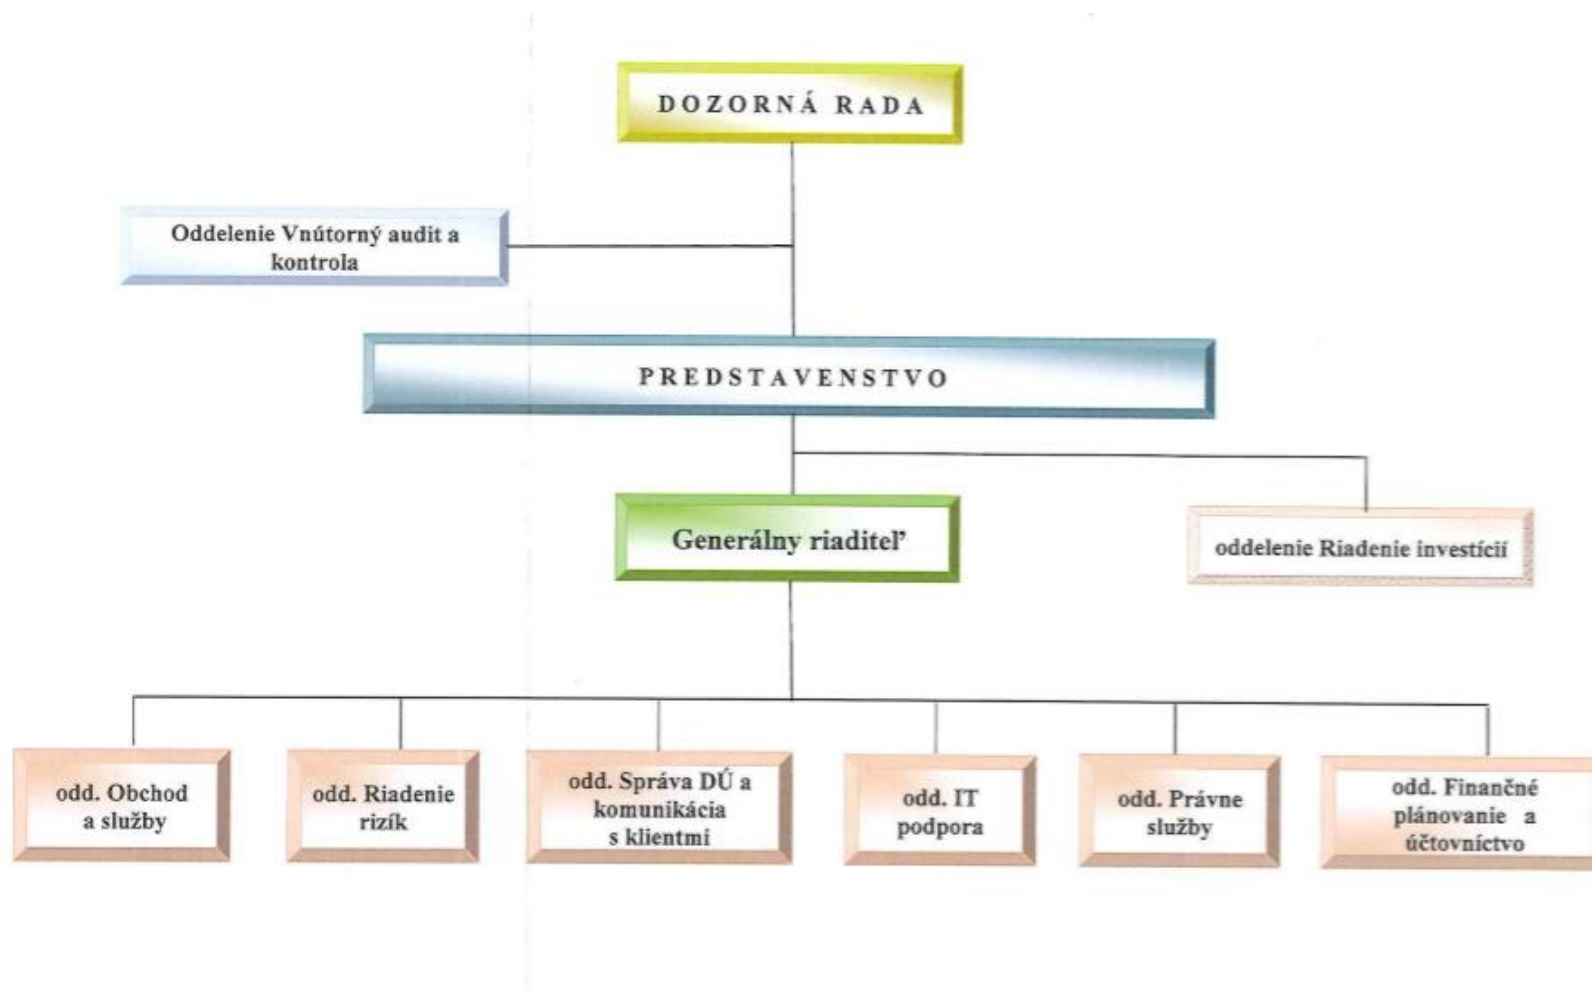 DOZORNÁ RADA
Oddelenie Vnútorný audit a
kontrola
PREDSTAVENSTVO
Generálny riaditeľ
oddelenie Riadenie investícií
odd. Obchod
a služby
odd. Riadenie
rizík
odd. Správa DÚ a
komunikácia
s klientmi
odd. IT
podpora
odd. Právne
služby
odd. Finančné
plánovanie a
účtovníctvo